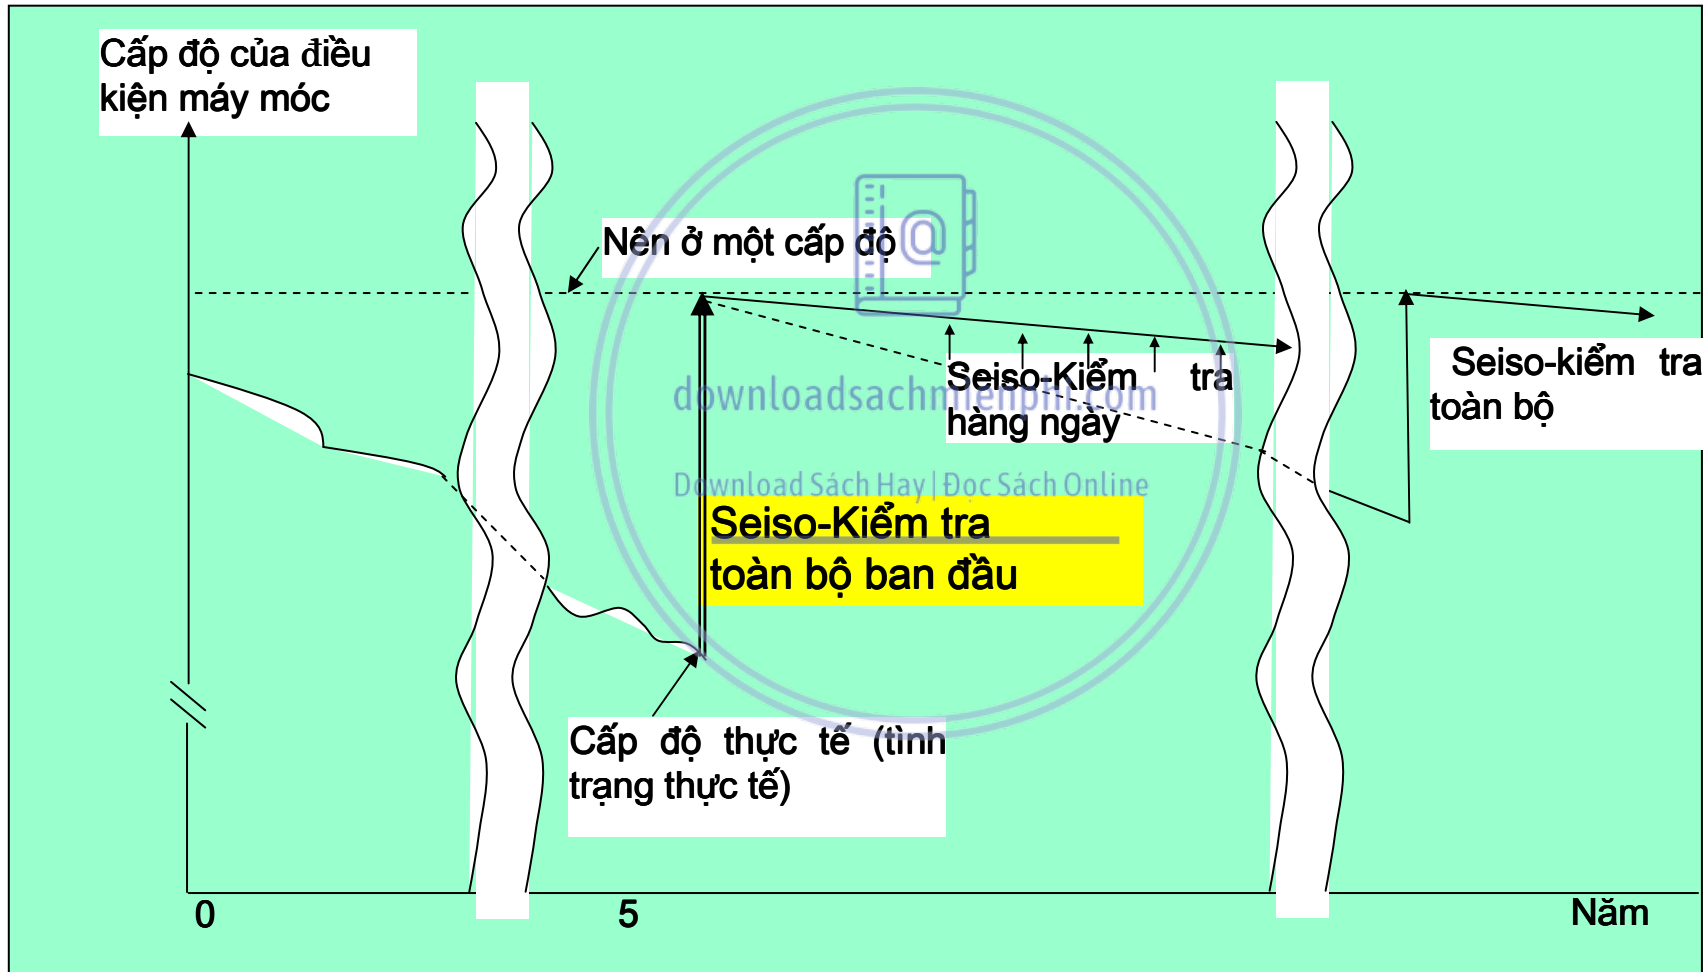 Cấp độ của điều
kiện máy móc
Nên ở một cấp độ
Seiso-Kiểm tra
hàng ngày
Seiso-kiểm tra
toàn bộ
downloadsachmienphi.com
Download Sách Hay | Đọc Sách Online
Seiso-Kiểm tra
toàn bộ ban đầu
Cấp độ thực tế (tình
trạng thực tế)
0
5
Năm